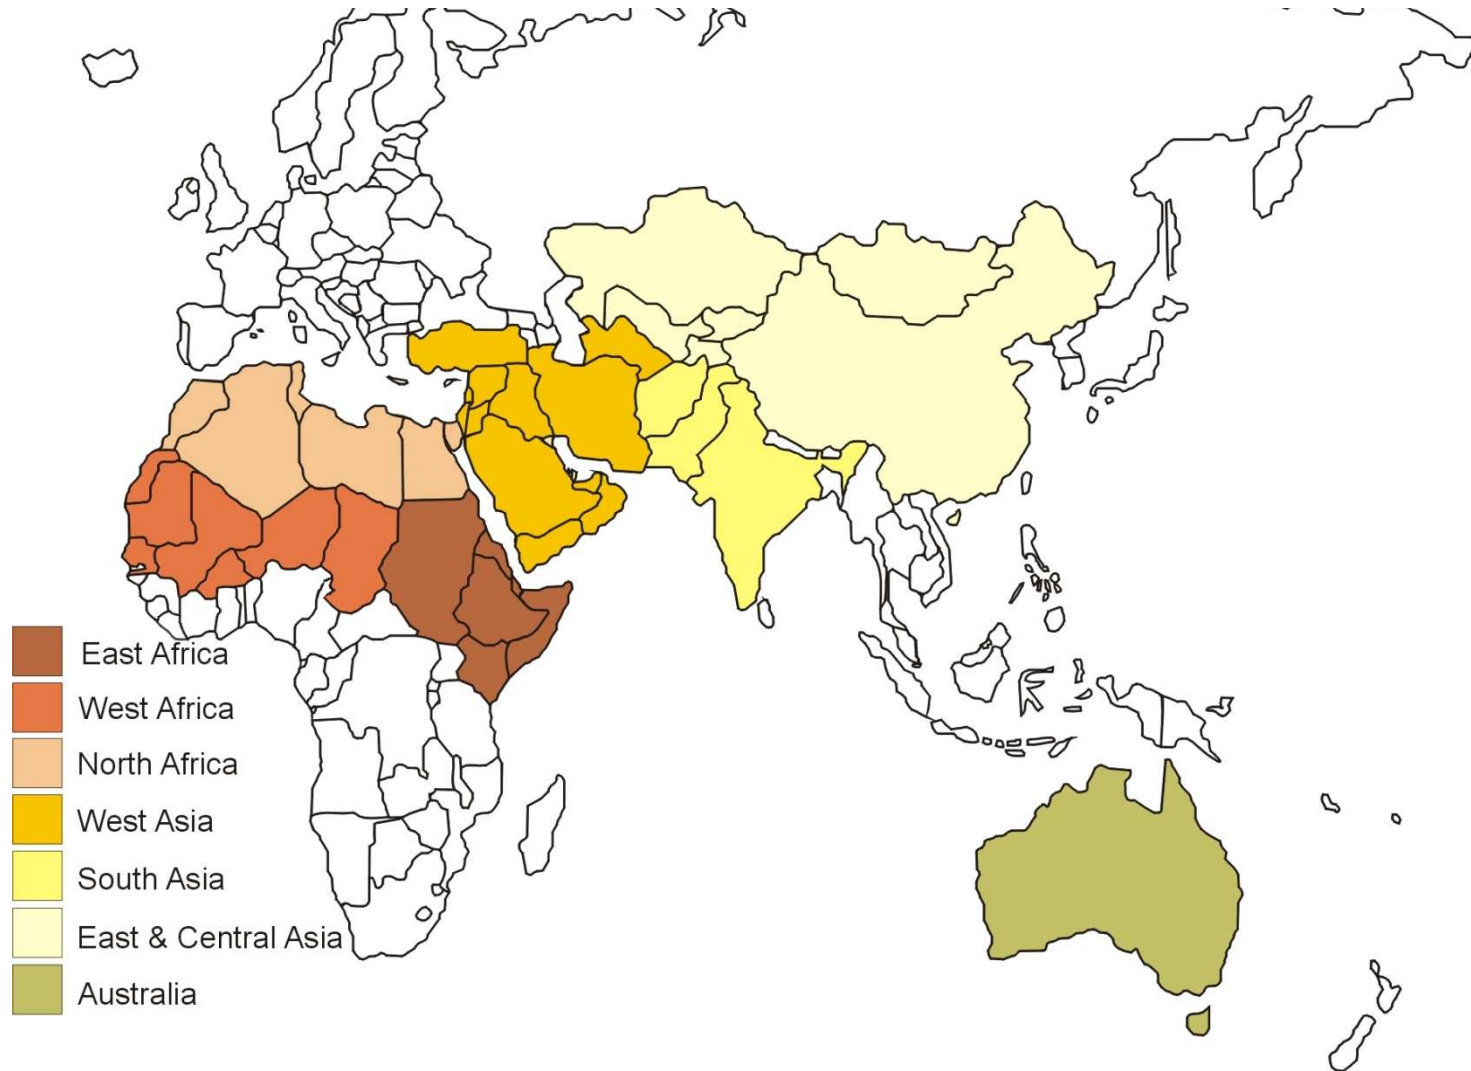 East Africa
West Africa
North Africa
West Asia
South Asia
East & Central Asia
Australia